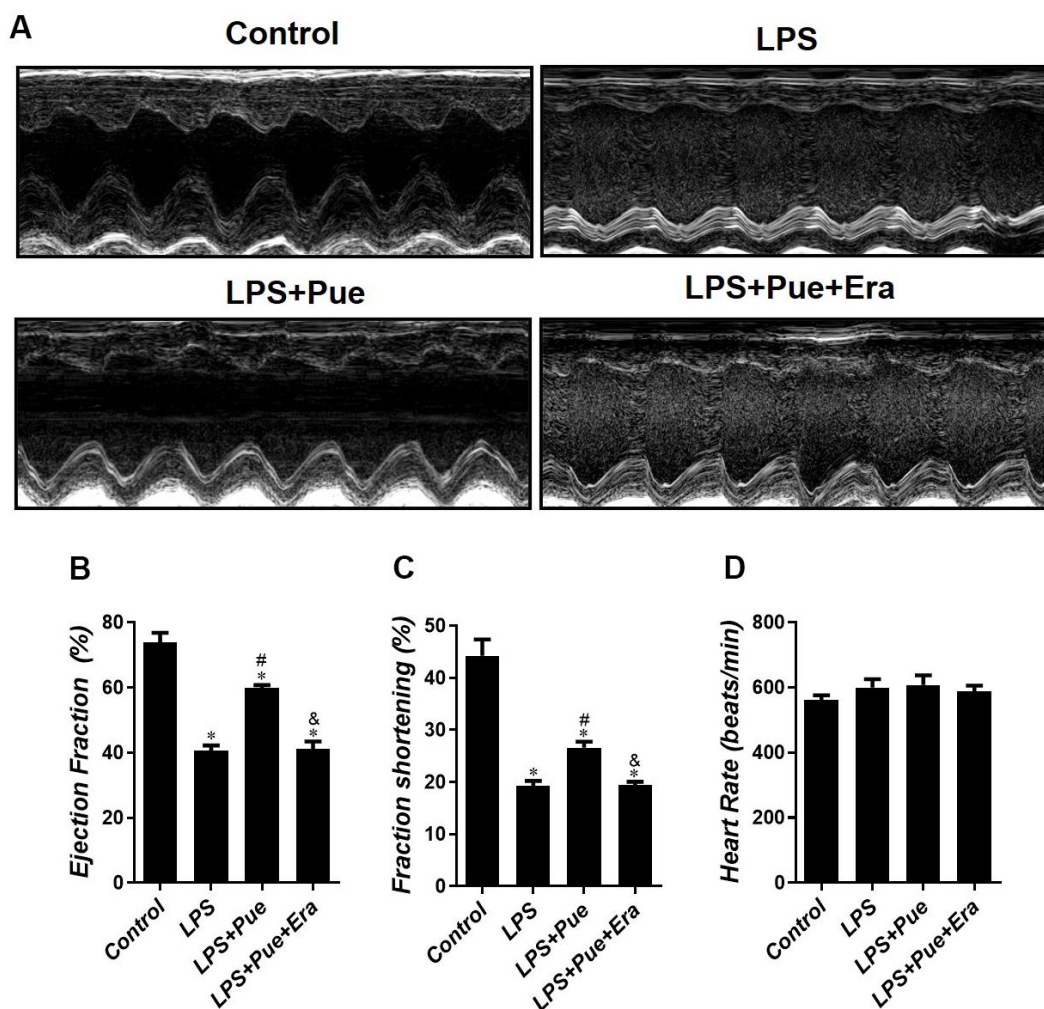 A
Control
LPS
LPS+Pue
LPS+Pue+Era
B
Ejection Fraction (%)
80
60
40
20
0
*
#
*
&
*
Control
LPS
LPS+Pue
LPS+Pue+Era
C
Fraction shortening (%)
50
40
30
20
10
0
*
#
*
&
*
Control
LPS
LPS+Pue
LPS+Pue+Era
D
Heart Rate (beats/min)
800
600
400
200
0
Control
LPS
LPS+Pue
LPS+Pue+Era